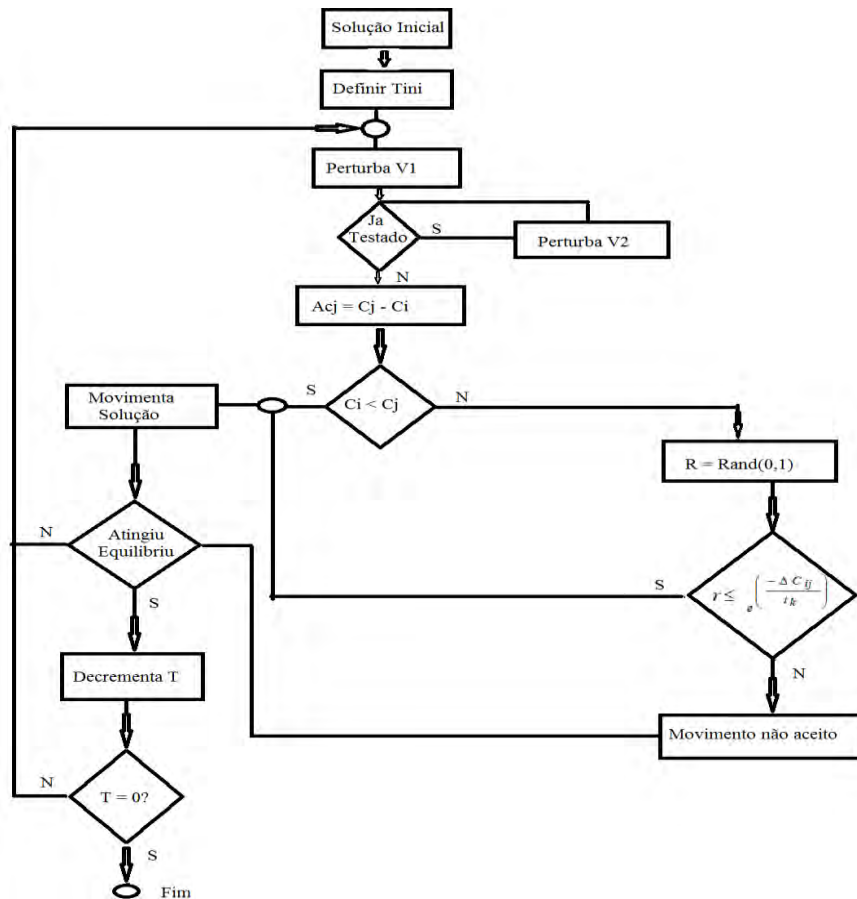 Solução Inicial
Definir Tini
Perturba V1
Ja
Testado
S
Perturba V2
N
Acj = Cj - Ci
Movimenta
Solução
S
Ci < Cj
N
R = Rand(0,1)
N
Atingiu
Equilibriu
S
r ≤ e(-Δ C ij / t k)
S
N
Decrementa T
Movimento não aceito
N
T = 0?
S
Fim